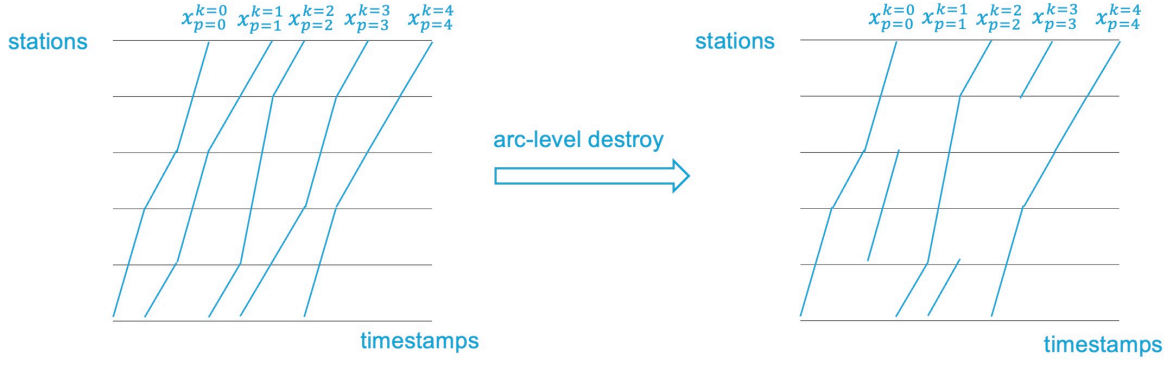 x_{p=0}^{k=0} x_{p=1}^{k=1} x_{p=2}^{k=2} x_{p=3}^{k=3} x_{p=4}^{k=4}
stations
timestamps
arc-level destroy
x_{p=0}^{k=0} x_{p=1}^{k=1} x_{p=2}^{k=2} x_{p=3}^{k=3} x_{p=4}^{k=4}
stations
timestamps